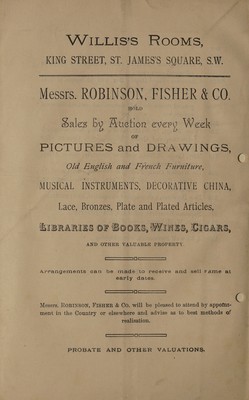 WILLIS'S ROOMS,
KING STREET, ST. JAMES'S SQUARE, S.W.
Messrs. ROBINSON, FISHER & CO.
HOLD
Sales by Auction every Week
OF
PICTURES and DRAWINGS,
Old English and French Furniture,
MUSICAL INSTRUMENTS, DECORATIVE CHINA,
Lace, Bronzes, Plate and Plated Articles,
LIBRARIES OF BOOKS, WINES, CIGARS,
AND OTHER VALUABLE PROPERTY.
Arrangements can be made to receive and sell same at
early dates.
Messrs. ROBINSON, FISHER & CO. will be pleased to attend by appoint-
ment in the Country or elsewhere and advise as to best methods of
realisation.
PROBATE AND OTHER VALUATIONS.